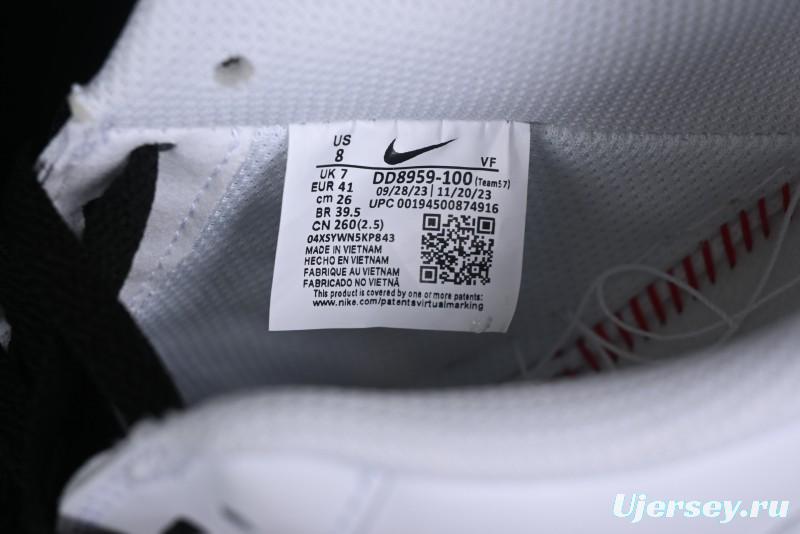 US
8
VF
UK 7
EUR 41
cm 26
BR 39.5
CN 260(2.5)
DD8959-100 (Team57)
09/28/23 | 11/20/23
UPC 00194500874916
04XSYWN5KP843
MADE IN VIETNAM
HECHO EN VIETNAM
FABRIQUE AU VIETNAM
FABRICADO NO VIETNÃ
This product is covered by one or more patents:
www.nike.com/patentsvirtualmarking
Ujersey.ru